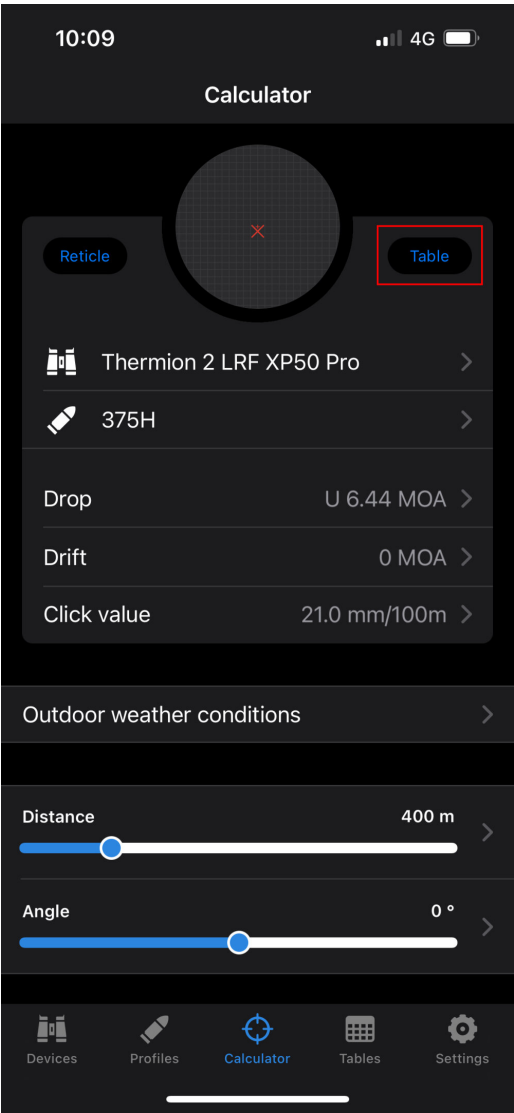 10:09
4G
Calculator
Reticle
Table
Thermion 2 LRF XP50 Pro
375H
Drop U 6.44 MOA
Drift 0 MOA
Click value 21.0 mm/100m
Outdoor weather conditions
Distance 400 m
Angle 0 °
Devices Profiles Calculator Tables Settings